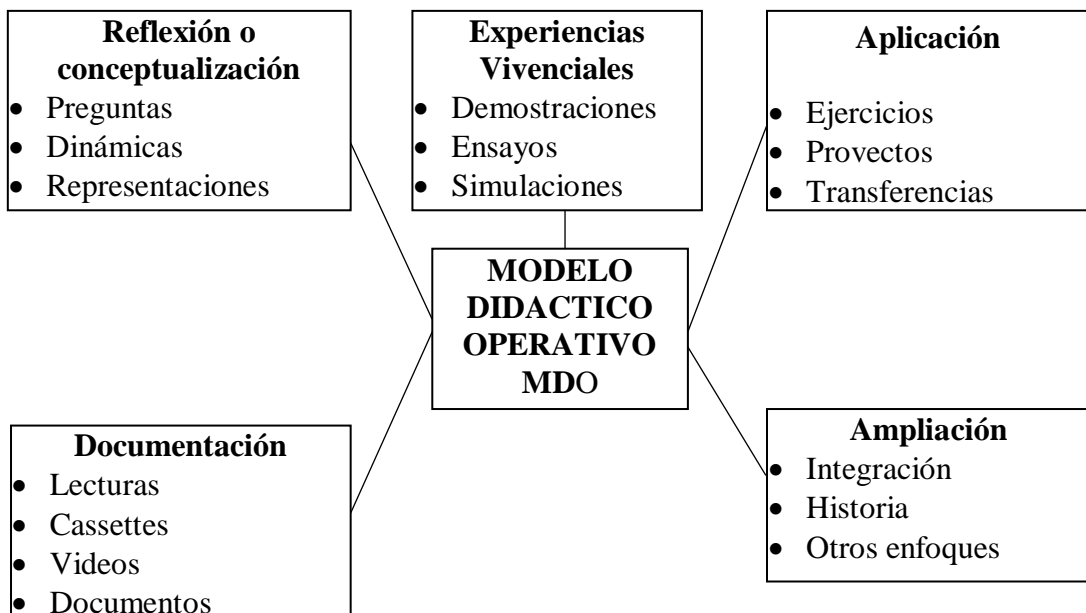 Reflexión o
conceptualización
• Preguntas
• Dinámicas
• Representaciones
Experiencias
Vivenciales
• Demostraciones
• Ensayos
• Simulaciones
Aplicación
• Ejercicios
• Provectos
• Transferencias
MODELO
DIDACTICO
OPERATIVO
MDO
Documentación
• Lecturas
• Cassettes
• Videos
• Documentos
Ampliación
• Integración
• Historia
• Otros enfoques